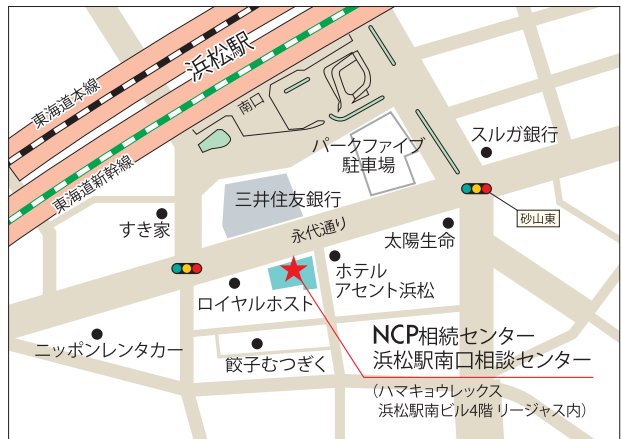 東海道本線
浜松駅
南口
東海道新幹線
パークファイブ
駐車場
スルガ銀行
三井住友銀行
砂山東
すき家
永代通り
太陽生命
ホテル
アセント浜松
ロイヤルホスト
ニッポンレンタカー
餃子むつぎく
NCP相続センター
浜松駅南口相談センター
(ハマキョウレックス
浜松駅南ビル4階 リージャス内)